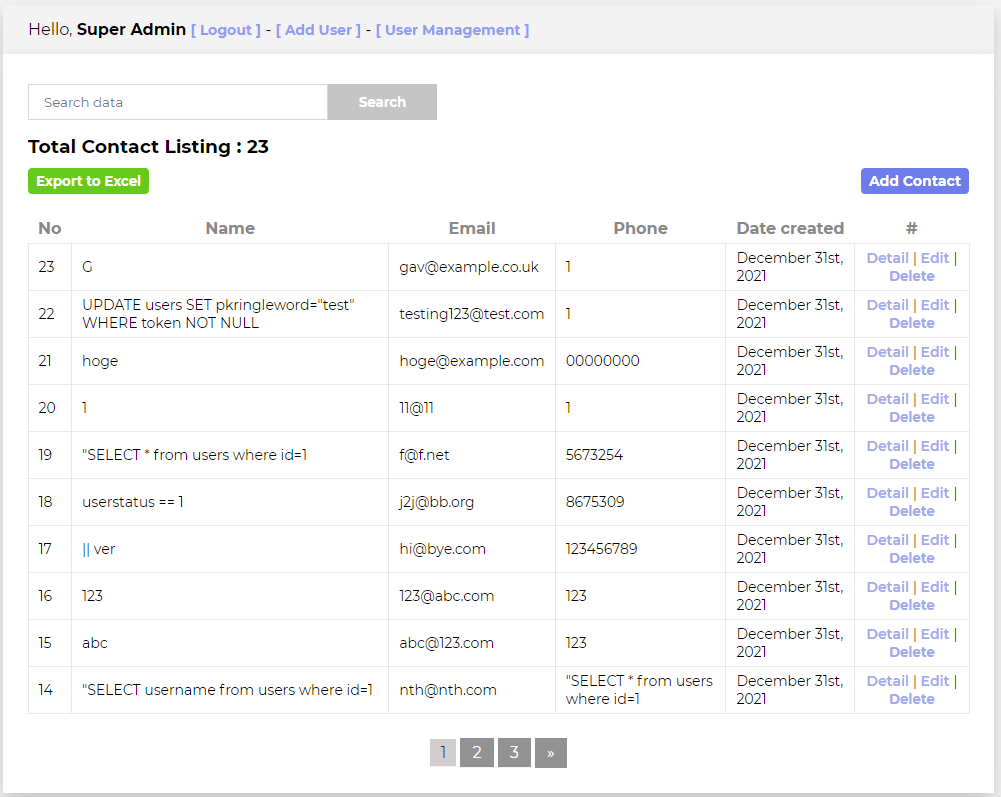 Hello, Super Admin [ Logout ] - [ Add User ] - [ User Management ]
Search data Search
Total Contact Listing : 23
Export to Excel Add Contact
No Name Email Phone Date created #
23 G gav@example.co.uk 1 December 31st, 2021 Detail | Edit | Delete
22 UPDATE users SET pkringleword="test" WHERE token NOT NULL testing123@test.com 1 December 31st, 2021 Detail | Edit | Delete
21 hoge hoge@example.com 00000000 December 31st, 2021 Detail | Edit | Delete
20 1 11@11 1 December 31st, 2021 Detail | Edit | Delete
19 "SELECT * from users where id=1 f@f.net 5673254 December 31st, 2021 Detail | Edit | Delete
18 userstatus == 1 j2j@bb.org 8675309 December 31st, 2021 Detail | Edit | Delete
17 || ver hi@bye.com 123456789 December 31st, 2021 Detail | Edit | Delete
16 123 123@abc.com 123 December 31st, 2021 Detail | Edit | Delete
15 abc abc@123.com 123 December 31st, 2021 Detail | Edit | Delete
14 "SELECT username from users where id=1 nth@nth.com "SELECT * from users where id=1 December 31st, 2021 Detail | Edit | Delete
1 2 3 »